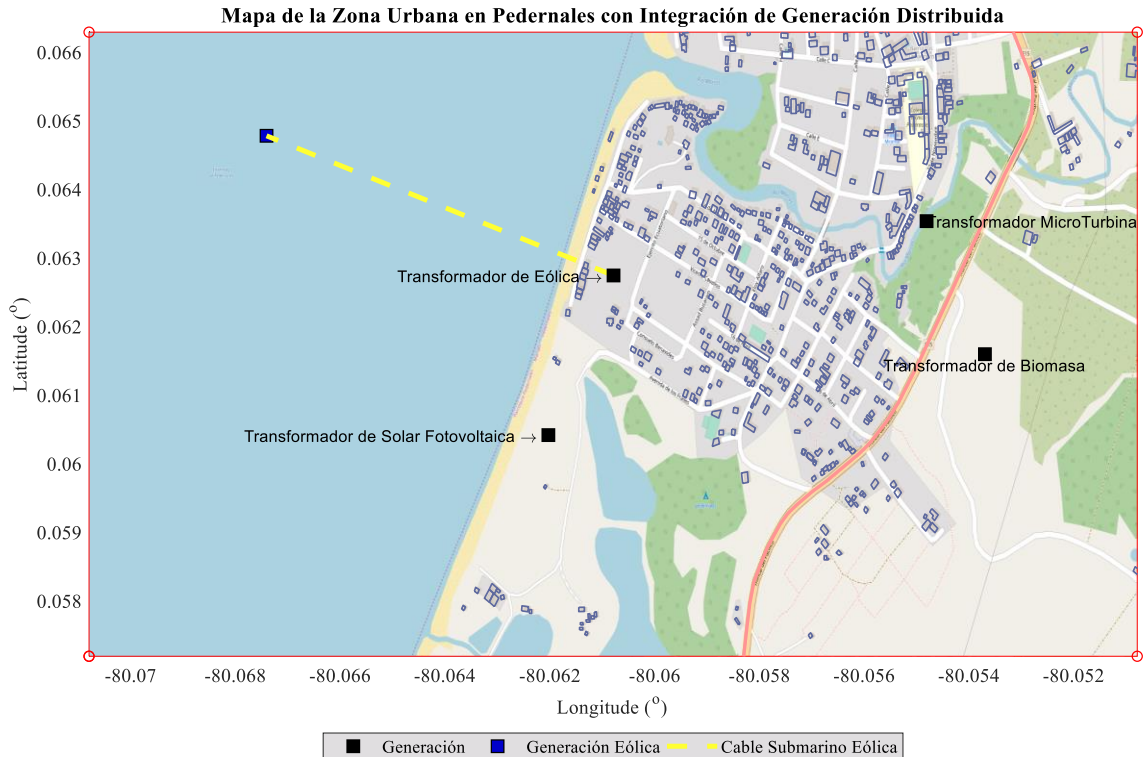 Mapa de la Zona Urbana en Pedernales con Integración de Generación Distribuida
0.066
0.065
0.064
0.063
0.062
0.061
0.06
0.059
0.058
Latitude (°)
Calle E
Transformador MicroTurbina
Transformador de Eólica →
Transformador de Biomasa
Transformador de Solar Fotovoltaica →
-80.07 -80.068 -80.066 -80.064 -80.062 -80.06 -80.058 -80.056 -80.054 -80.052
Longitude (°)
Generación Generación Eólica Cable Submarino Eólica